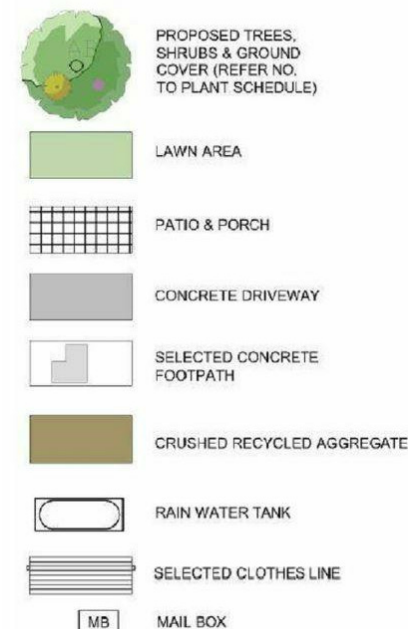 PROPOSED TREES,
SHRUBS & GROUND
COVER (REFER NO.
TO PLANT SCHEDULE)
LAWN AREA
PATIO & PORCH
CONCRETE DRIVEWAY
SELECTED CONCRETE
FOOTPATH
CRUSHED RECYCLED AGGREGATE
RAIN WATER TANK
SELECTED CLOTHES LINE
MB MAIL BOX